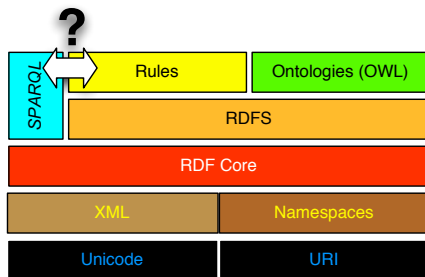 ?
SPARQL
Rules
Ontologies (OWL)
RDFS
RDF Core
XML
Namespaces
Unicode
URI